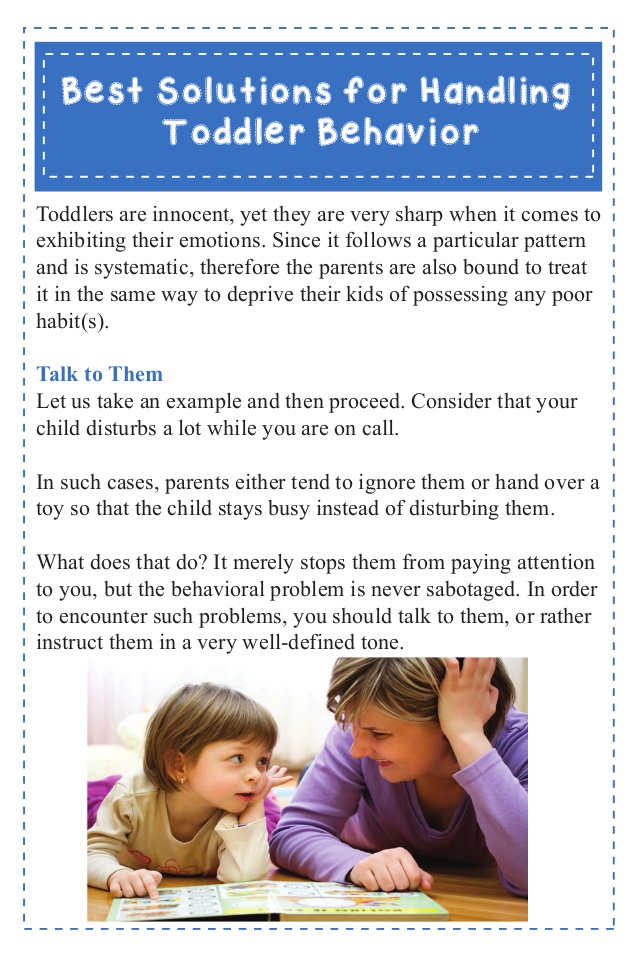 Best Solutions for Handling
Toddler Behavior
Toddlers are innocent, yet they are very sharp when it comes to
exhibiting their emotions. Since it follows a particular pattern
and is systematic, therefore the parents are also bound to treat
it in the same way to deprive their kids of possessing any poor
habit(s).
Talk to Them
Let us take an example and then proceed. Consider that your
child disturbs a lot while you are on call.
In such cases, parents either tend to ignore them or hand over a
toy so that the child stays busy instead of disturbing them.
What does that do? It merely stops them from paying attention
to you, but the behavioral problem is never sabotaged. In order
to encounter such problems, you should talk to them, or rather
instruct them in a very well-defined tone.